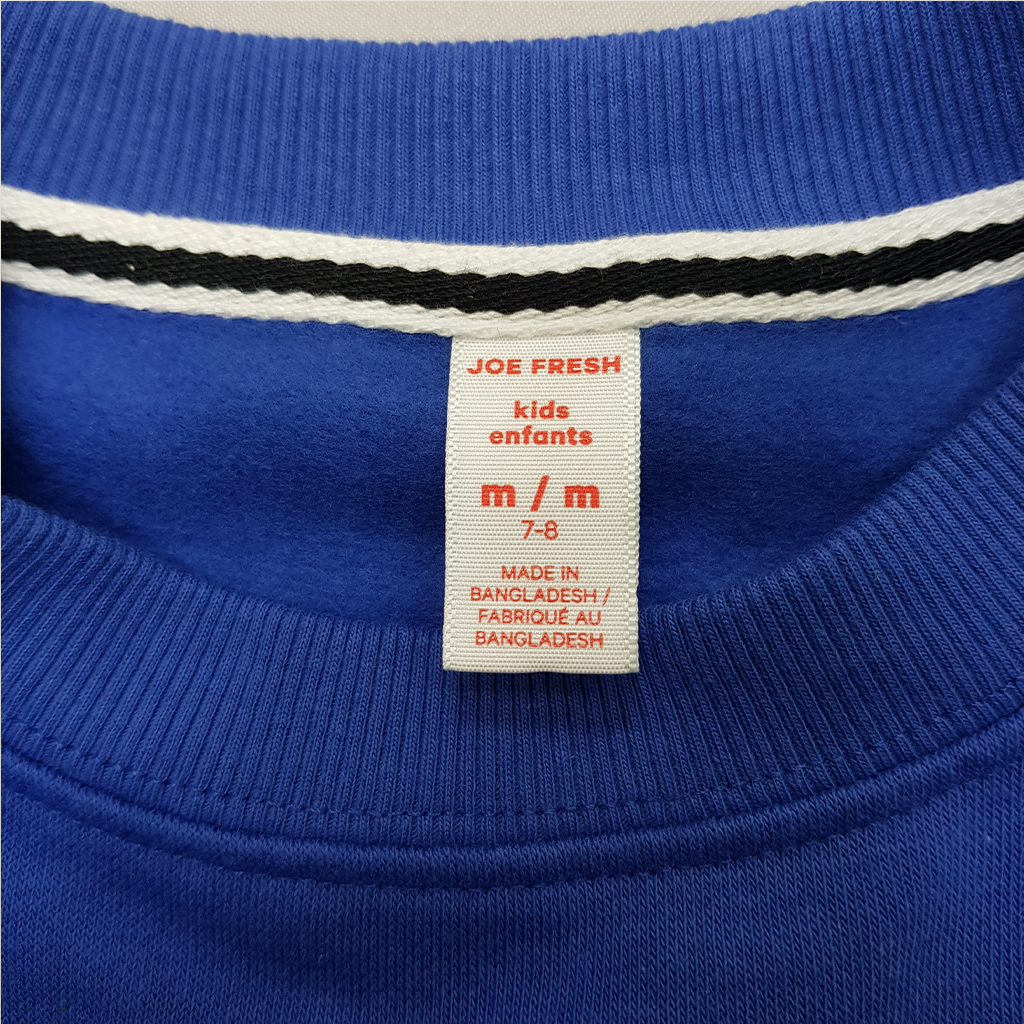 JOE FRESH
kids
enfants
m / m
7-8
MADE IN
BANGLADESH /
FABRIQUÉ AU
BANGLADESH